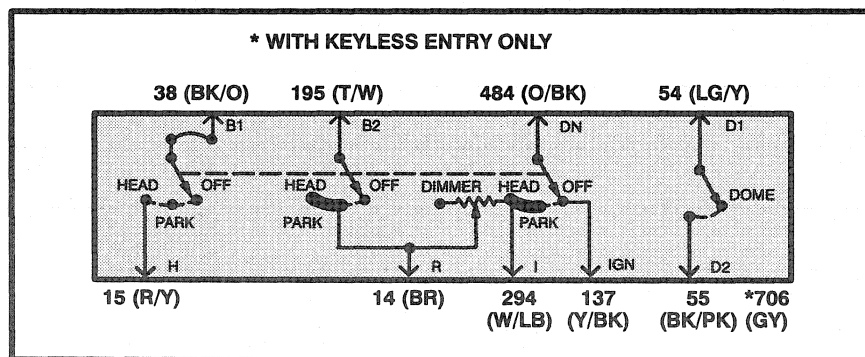 * WITH KEYLESS ENTRY ONLY
38 (BK/O) 195 (T/W) 484 (O/BK) 54 (LG/Y)
B1 B2 DN D1
HEAD OFF HEAD OFF DIMMER HEAD OFF DOME
PARK PARK PARK
H R I IGN D2
15 (R/Y) 14 (BR) 294 137 55 *706
(W/LB) (Y/BK) (BK/PK) (GY)